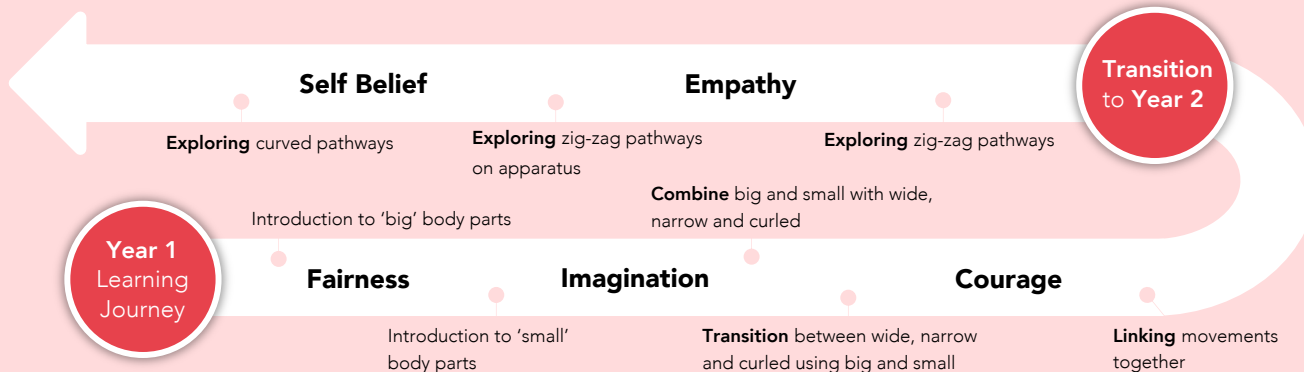 Self Belief
Empathy
Transition
to Year 2
Exploring curved pathways
Exploring zig-zag pathways
on apparatus
Exploring zig-zag pathways
Combine big and small with wide,
narrow and curled
Introduction to ‘big’ body parts
Year 1
Learning
Journey
Fairness
Imagination
Courage
Introduction to ‘small’
body parts
Transition between wide, narrow
and curled using big and small
Linking movements
together